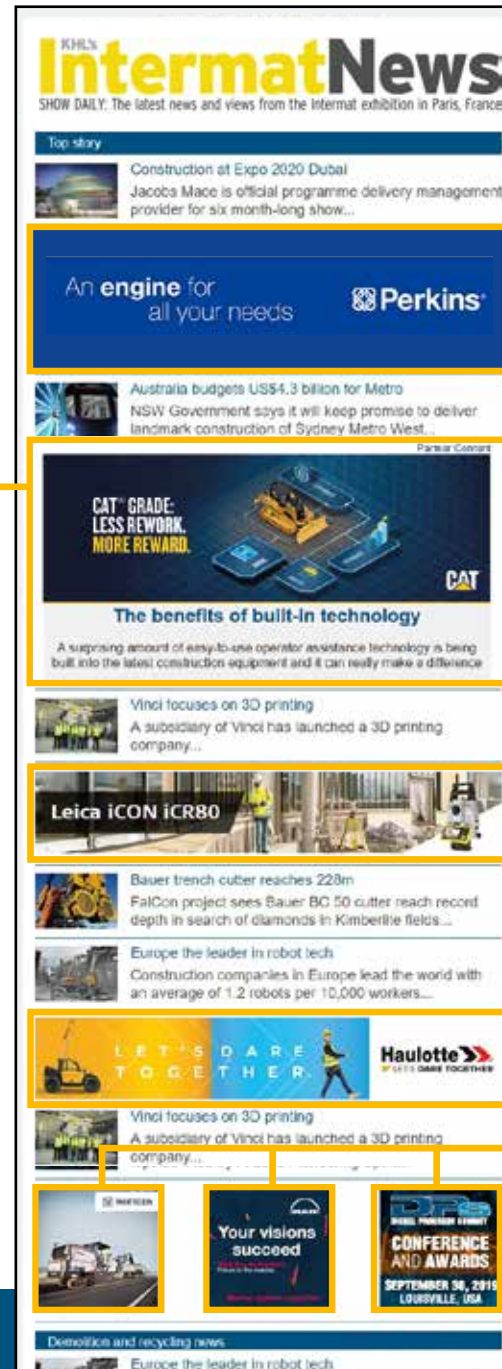 KHL's
IntermatNews
SHOW DAILY: The latest news and views from the Intermat exhibition in Paris, France
Top story
Construction at Expo 2020 Dubai
Jacobs Mace is official programme delivery management
provider for six month-long show...
An engine for
all your needs
Perkins
Australia budgets US$4.3 billion for Metro
NSW Government says it will keep promise to deliver
landmark construction of Sydney Metro West...
Partner Content
CAT® GRADE:
LESS REWORK.
MORE REWARD.
CAT
The benefits of built-in technology
A surprising amount of easy-to-use operator assistance technology is being
built into the latest construction equipment and it can really make a difference
Vinci focuses on 3D printing
A subsidiary of Vinci has launched a 3D printing
company...
Leica iCON iCR80
Bauer trench cutter reaches 228m
FalCon project sees Bauer BC 50 cutter reach record
depth in search of diamonds in Kimberlite fields...
Europe the leader in robot tech
Construction companies in Europe lead the world with
an average of 1.2 robots per 10,000 workers...
LET'S DARE
TOGETHER.
Haulotte
LET'S DARE TOGETHER
Vinci focuses on 3D printing
A subsidiary of Vinci has launched a 3D printing
company...
WIRTGEN
MAN
Your visions
succeed
DPS
DIESEL PROGRESS SUMMIT
CONFERENCE
AND AWARDS
SEPTEMBER 30, 2019
LOUISVILLE, USA
Demolition and recycling news
Europe the leader in robot tech